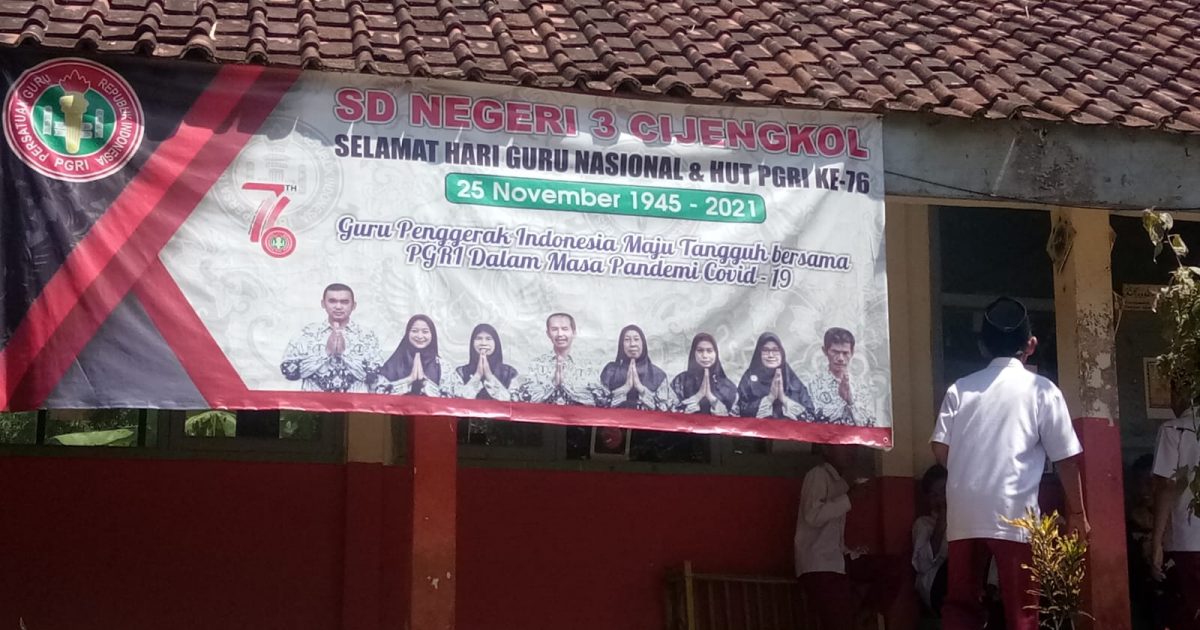 PERSATUAN GURU REPUBLIK INDONESIA
PGRI
SD NEGERI 3 CIJENGKOL
SELAMAT HARI GURU NASIONAL & HUT PGRI KE-76
25 November 1945 - 2021
76TH
Guru Penggerak Indonesia Maju Tangguh bersama
PGRI Dalam Masa Pandemi Covid - 19